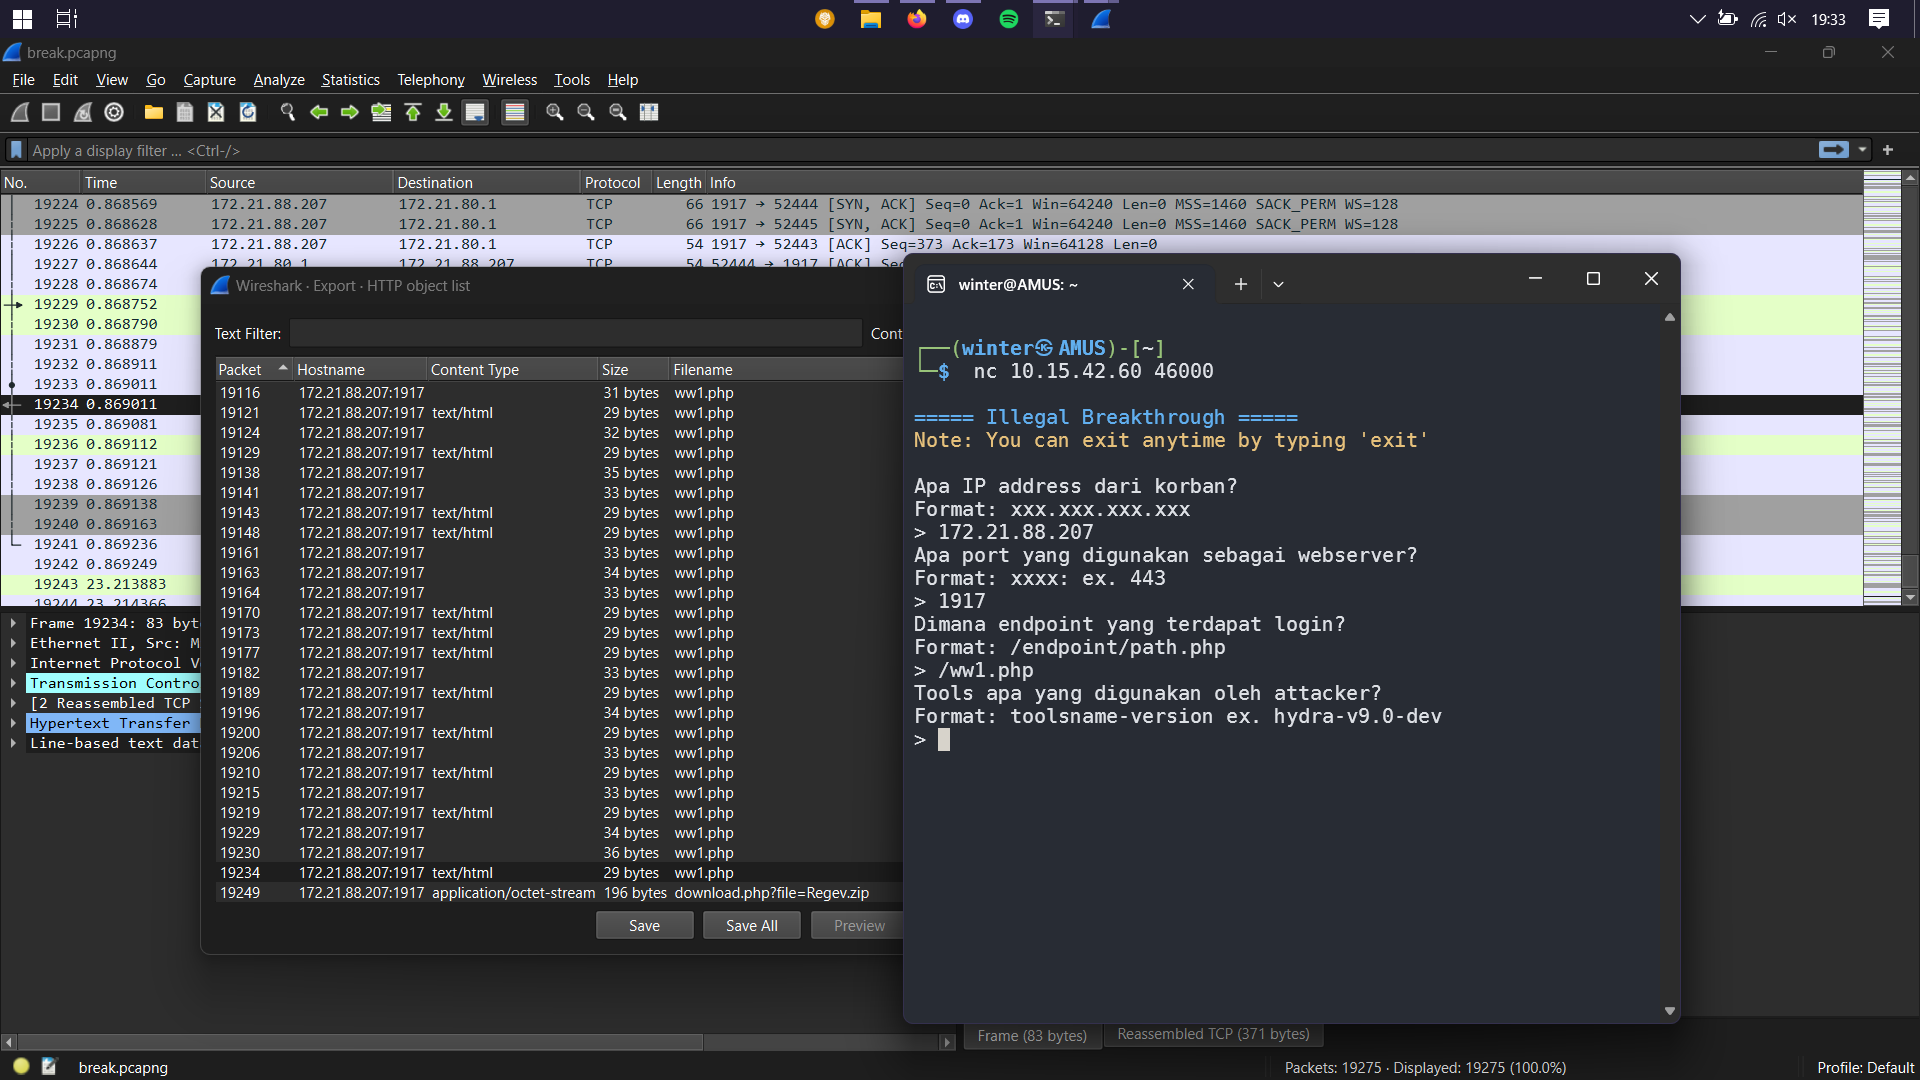 19:33
break.pcapng
File Edit View Go Capture Analyze Statistics Telephony Wireless Tools Help
Apply a display filter ... <Ctrl-/>
No. Time Source Destination Protocol Length Info
19224 0.868569 172.21.88.207 172.21.80.1 TCP 66 1917 → 52444 [SYN, ACK] Seq=0 Ack=1 Win=64240 Len=0 MSS=1460 SACK_PERM WS=128
19225 0.868628 172.21.88.207 172.21.80.1 TCP 66 1917 → 52445 [SYN, ACK] Seq=0 Ack=1 Win=64240 Len=0 MSS=1460 SACK_PERM WS=128
19226 0.868637 172.21.88.207 172.21.80.1 TCP 54 1917 → 52443 [ACK] Seq=373 Ack=173 Win=64128 Len=0
19227 0.868644 172.21.80.1 172.21.88.207 TCP 54 52444 → 1917 [ACK] Sec
19228 0.868674
19229 0.868752
19230 0.868790
19231 0.868879
19232 0.868911
19233 0.869011
19234 0.869011
19235 0.869081
19236 0.869112
19237 0.869121
19238 0.869126
19239 0.869138
19240 0.869163
19241 0.869236
19242 0.869249
19243 23.213883
19244 23.214366
Frame 19234: 83 byt
Ethernet II, Src: M
Internet Protocol V
Transmission Contro
[2 Reassembled TCP
Hypertext Transfer
Line-based text dat
Wireshark · Export · HTTP object list
Text Filter: Cont
Packet Hostname Content Type Size Filename
19116 172.21.88.207:1917 31 bytes ww1.php
19121 172.21.88.207:1917 text/html 29 bytes ww1.php
19124 172.21.88.207:1917 32 bytes ww1.php
19129 172.21.88.207:1917 text/html 29 bytes ww1.php
19138 172.21.88.207:1917 35 bytes ww1.php
19141 172.21.88.207:1917 33 bytes ww1.php
19143 172.21.88.207:1917 text/html 29 bytes ww1.php
19148 172.21.88.207:1917 text/html 29 bytes ww1.php
19161 172.21.88.207:1917 33 bytes ww1.php
19163 172.21.88.207:1917 34 bytes ww1.php
19164 172.21.88.207:1917 33 bytes ww1.php
19170 172.21.88.207:1917 text/html 29 bytes ww1.php
19173 172.21.88.207:1917 text/html 29 bytes ww1.php
19177 172.21.88.207:1917 text/html 29 bytes ww1.php
19182 172.21.88.207:1917 33 bytes ww1.php
19189 172.21.88.207:1917 text/html 29 bytes ww1.php
19196 172.21.88.207:1917 34 bytes ww1.php
19200 172.21.88.207:1917 text/html 29 bytes ww1.php
19206 172.21.88.207:1917 33 bytes ww1.php
19210 172.21.88.207:1917 text/html 29 bytes ww1.php
19215 172.21.88.207:1917 33 bytes ww1.php
19219 172.21.88.207:1917 text/html 29 bytes ww1.php
19229 172.21.88.207:1917 34 bytes ww1.php
19230 172.21.88.207:1917 36 bytes ww1.php
19234 172.21.88.207:1917 text/html 29 bytes ww1.php
19249 172.21.88.207:1917 application/octet-stream 196 bytes download.php?file=Regev.zip
Save Save All Preview
winter@AMUS: ~
┌──(winter㉿AMUS)-[~]
└─$ nc 10.15.42.60 46000
===== Illegal Breakthrough =====
Note: You can exit anytime by typing 'exit'
Apa IP address dari korban?
Format: xxx.xxx.xxx.xxx
> 172.21.88.207
Apa port yang digunakan sebagai webserver?
Format: xxxx: ex. 443
> 1917
Dimana endpoint yang terdapat login?
Format: /endpoint/path.php
> /ww1.php
Tools apa yang digunakan oleh attacker?
Format: toolsname-version ex. hydra-v9.0-dev
>
Frame (83 bytes) Reassembled TCP (371 bytes)
break.pcapng Packets: 19275 · Displayed: 19275 (100.0%) Profile: Default